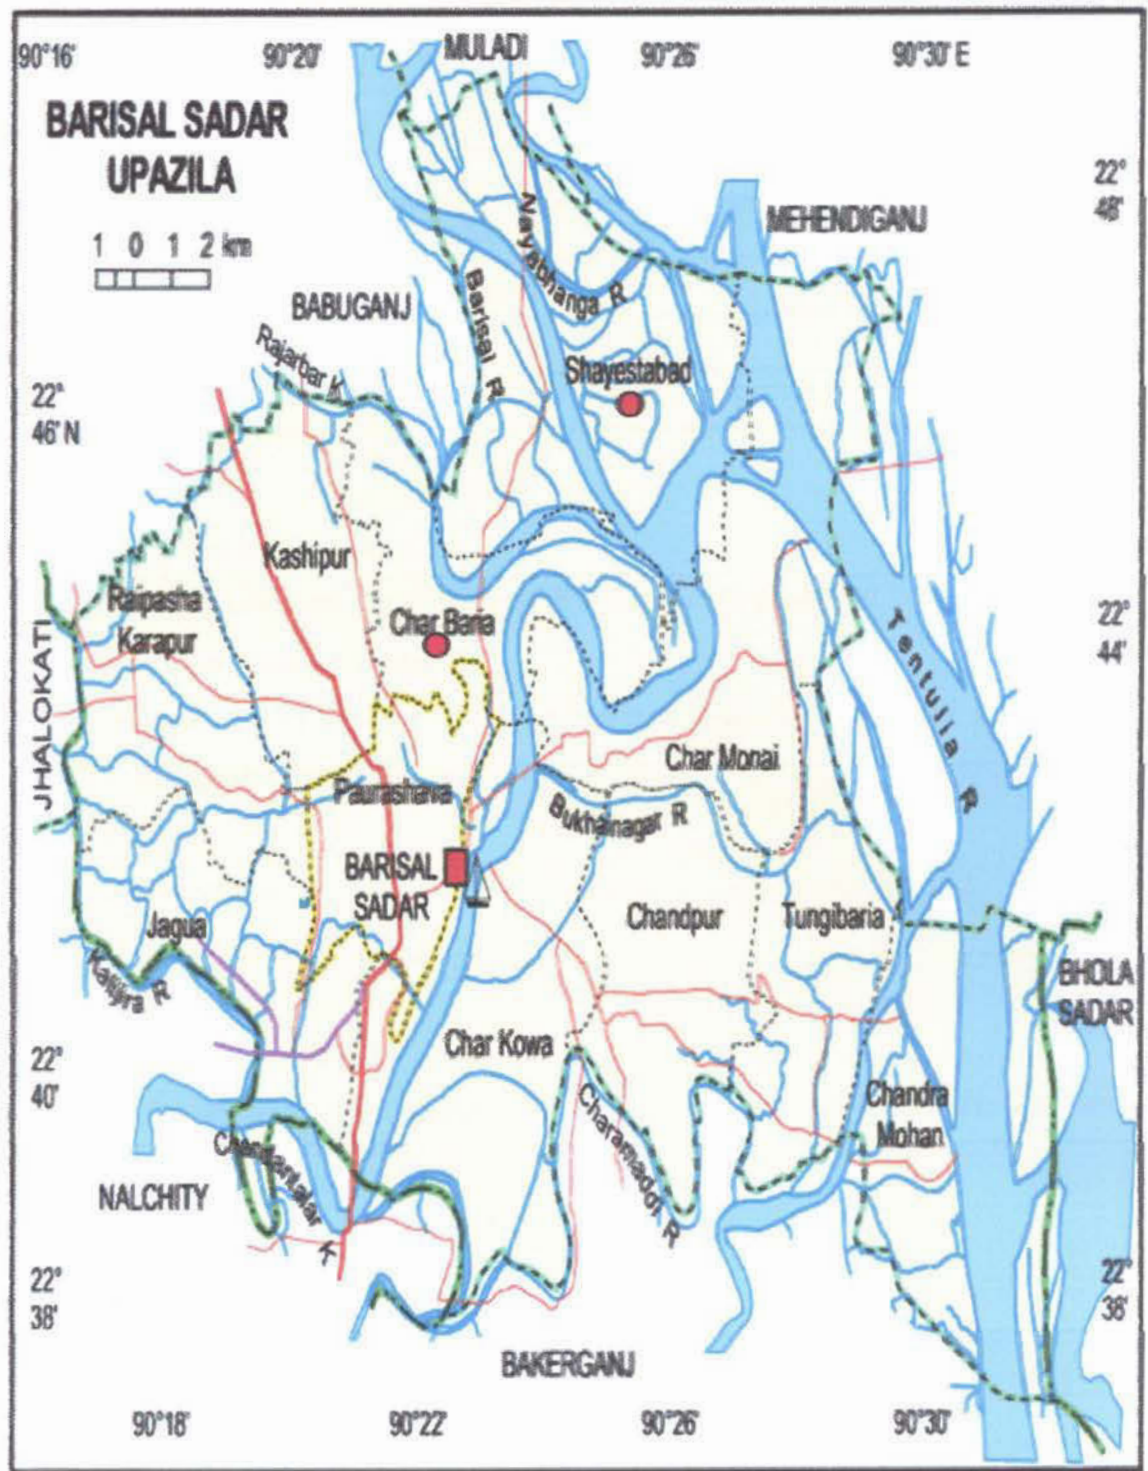 MULADI
90°16' 90°20' 90°26' 90°30' E
BARISAL SADAR
UPAZILA
22°
48'
MEHENDIGANJ
1 0 1 2 km
Nayabhanga R
BABUGANJ
Barisal R
Rajarbar K
Shayestabad
22°
46' N
Kashipur
Raipasha
Karapur
Char Baria
22°
44'
JHALOKATI
Tentulia R
Char Monai
Paurashava
Bukhainagar R
BARISAL
SADAR
Chandpur
Tungibaria
Jagua
Kalijira R
BHOLA
SADAR
Char Kowa
22°
40'
Chandra
Mohan
Charamaddi R
NALCHITY
K
22°
38'
22°
38'
BAKERGANJ
90°18' 90°22' 90°26' 90°30'